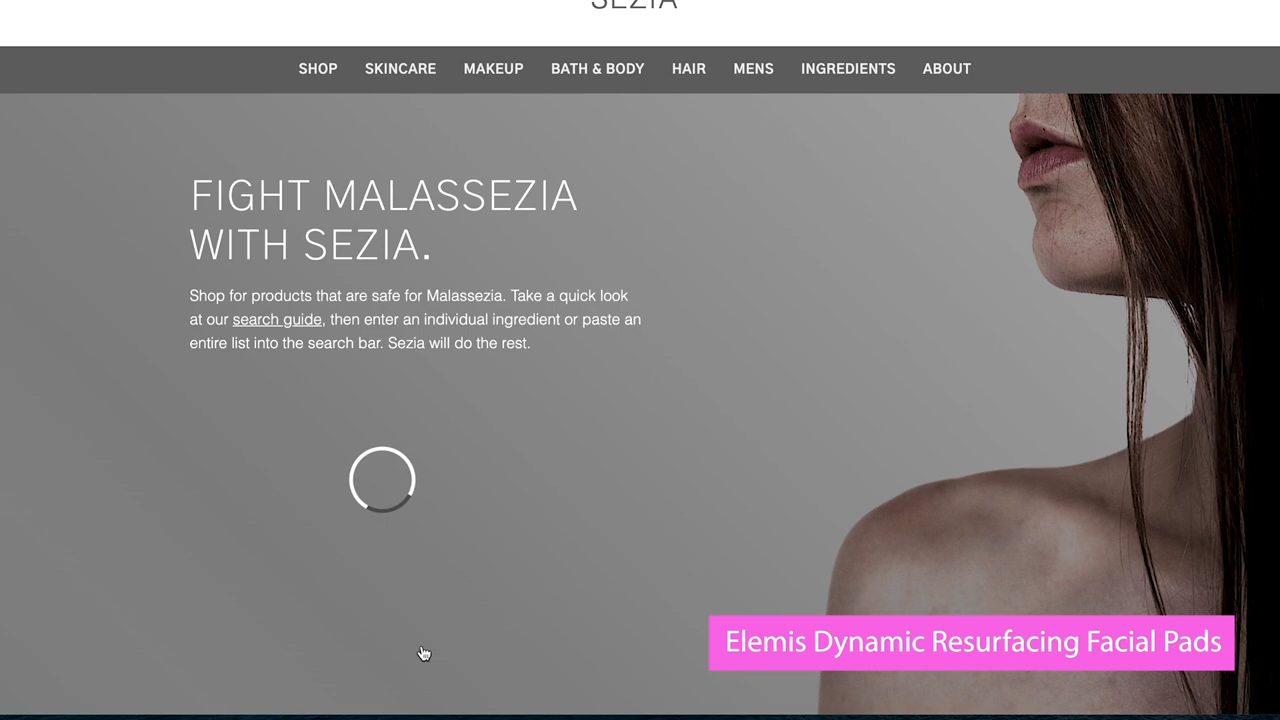 SEZIA
SHOP SKINCARE MAKEUP BATH & BODY HAIR MENS INGREDIENTS ABOUT
FIGHT MALASSEZIA
WITH SEZIA.
Shop for products that are safe for Malassezia. Take a quick look
at our search guide, then enter an individual ingredient or paste an
entire list into the search bar. Sezia will do the rest.
Elemis Dynamic Resurfacing Facial Pads